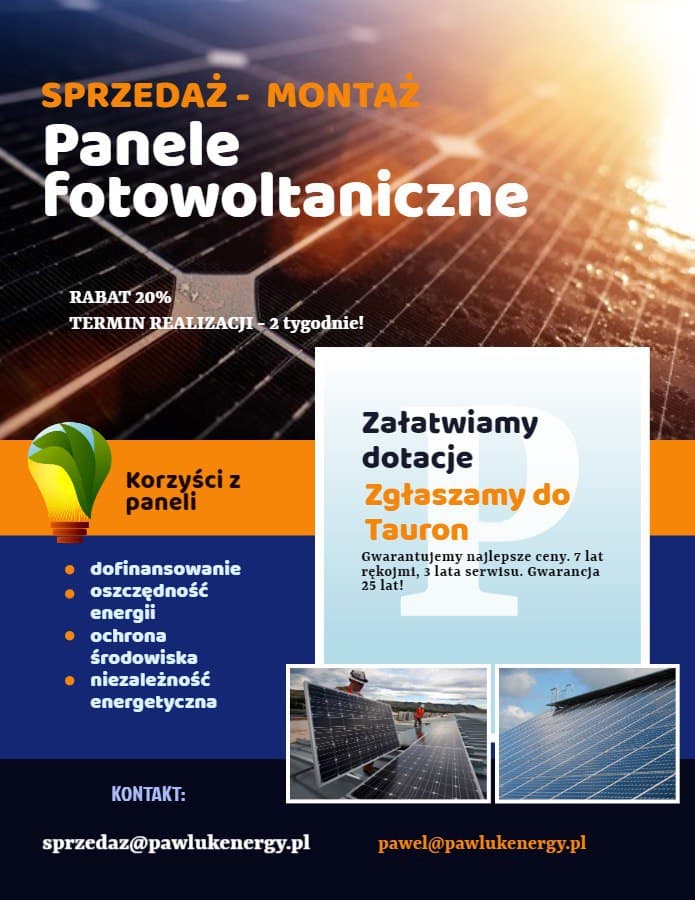 SPRZEDAŻ - MONTAŻ
Panele
fotowoltaniczne
RABAT 20%
TERMIN REALIZACJI - 2 tygodnie!
P
Załatwiamy
dotacje
Zgłaszamy do
Tauron
Gwarantujemy najlepsze ceny. 7 lat
rękojmi, 3 lata serwisu. Gwarancja
25 lat!
Korzyści z
paneli
dofinansowanie
oszczędność
energii
ochrona
środowiska
niezależność
energetyczna
KONTAKT:
sprzedaz@pawlukenergy.pl
pawel@pawlukenergy.pl